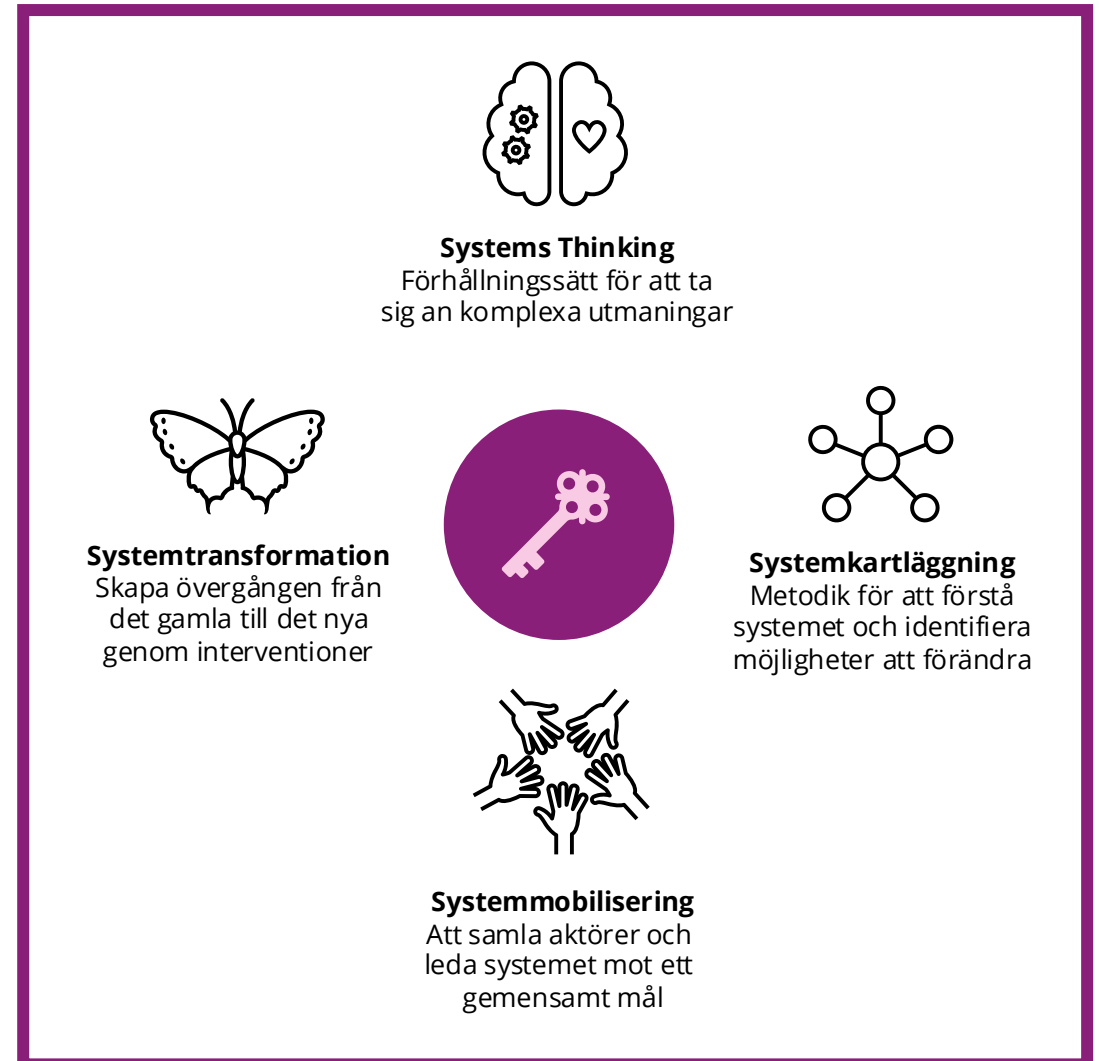 Systems Thinking
Förhållningssätt för att ta
sig an komplexa utmaningar
Systemtransformation
Skapa övergången från
det gamla till det nya
genom interventioner
Systemkartläggning
Metodik för att förstå
systemet och identifiera
möjligheter att förändra
Systemmobilisering
Att samla aktörer och
leda systemet mot ett
gemensamt mål